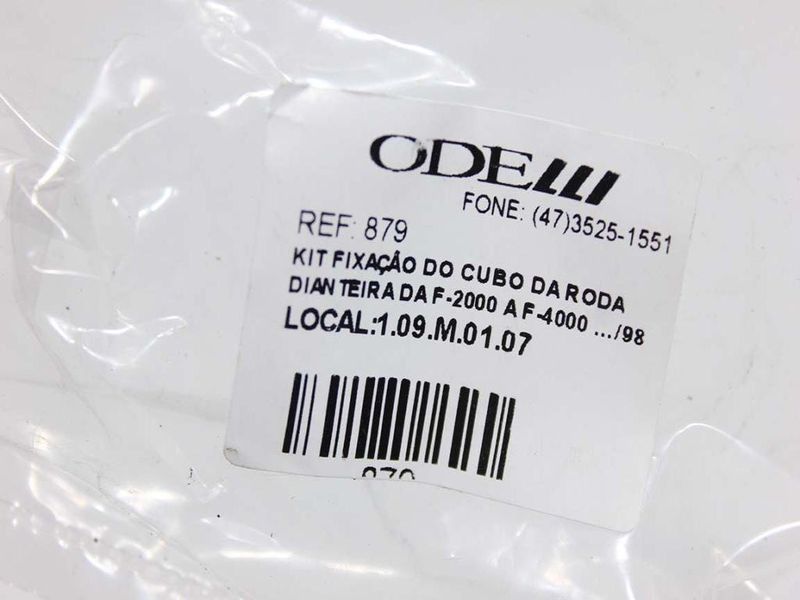 ODE
FONE: (47)3525-1551
REF: 879
KIT FIXAÇÃO DO CUBO DA RODA
DIANTEIRA DA F-2000 A F-4000 .../98
LOCAL:1.09.M.01.07
879